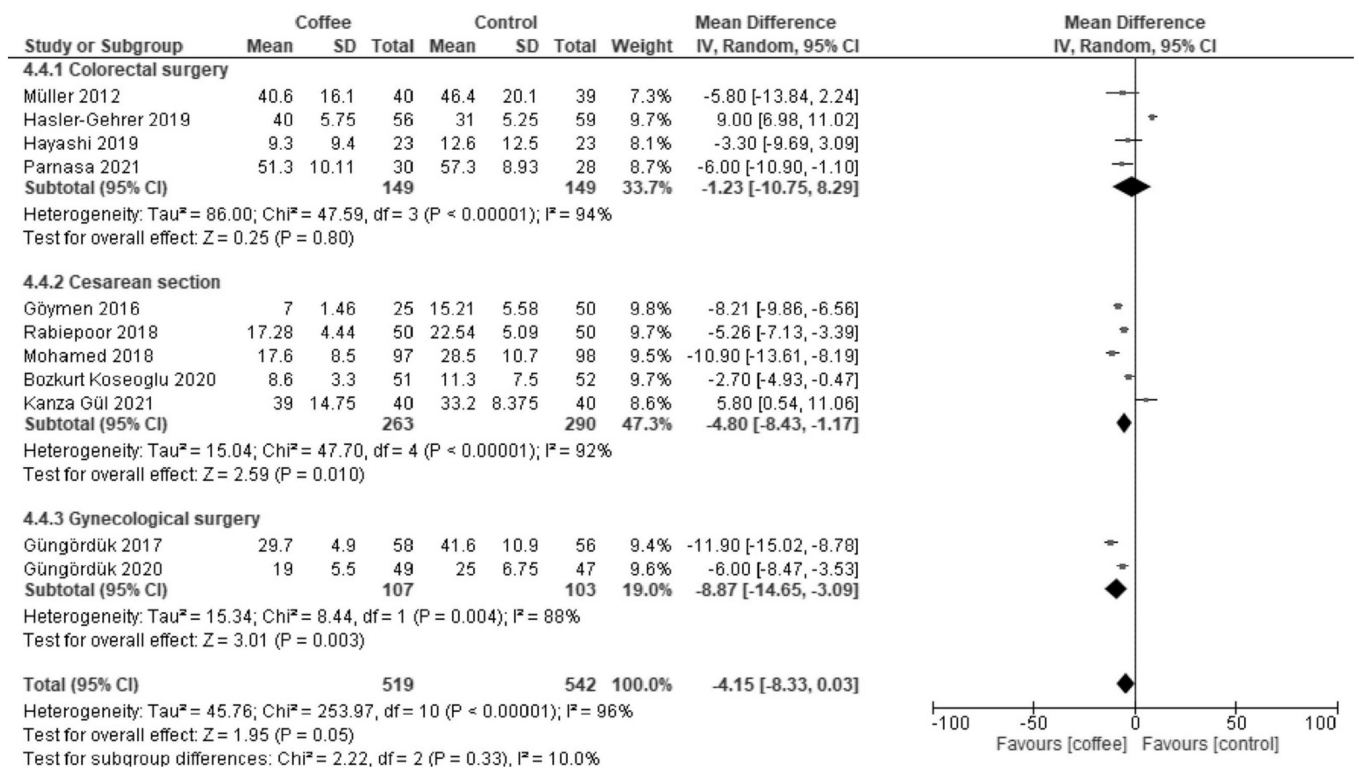 Coffee Control Mean Difference Mean Difference
Study or Subgroup Mean SD Total Mean SD Total Weight IV, Random, 95% CI IV, Random, 95% CI
4.4.1 Colorectal surgery
Müller 2012 40.6 16.1 40 46.4 20.1 39 7.3% -5.80 [-13.84, 2.24]
Hasler-Gehrer 2019 40 5.75 56 31 5.25 59 9.7% 9.00 [6.98, 11.02]
Hayashi 2019 9.3 9.4 23 12.6 12.5 23 8.1% -3.30 [-9.69, 3.09]
Parnasa 2021 51.3 10.11 30 57.3 8.93 28 8.7% -6.00 [-10.90, -1.10]
Subtotal (95% CI) 149 149 33.7% -1.23 [-10.75, 8.29]
Heterogeneity: Tau² = 86.00; Chi² = 47.59, df = 3 (P < 0.00001); I² = 94%
Test for overall effect: Z = 0.25 (P = 0.80)
4.4.2 Cesarean section
Göymen 2016 7 1.46 25 15.21 5.58 50 9.8% -8.21 [-9.86, -6.56]
Rabiepoor 2018 17.28 4.44 50 22.54 5.09 50 9.7% -5.26 [-7.13, -3.39]
Mohamed 2018 17.6 8.5 97 28.5 10.7 98 9.5% -10.90 [-13.61, -8.19]
Bozkurt Koseoglu 2020 8.6 3.3 51 11.3 7.5 52 9.7% -2.70 [-4.93, -0.47]
Kanza Gül 2021 39 14.75 40 33.2 8.375 40 8.6% 5.80 [0.54, 11.06]
Subtotal (95% CI) 263 290 47.3% -4.80 [-8.43, -1.17]
Heterogeneity: Tau² = 15.04; Chi² = 47.70, df = 4 (P < 0.00001); I² = 92%
Test for overall effect: Z = 2.59 (P = 0.010)
4.4.3 Gynecological surgery
Güngördük 2017 29.7 4.9 58 41.6 10.9 56 9.4% -11.90 [-15.02, -8.78]
Güngördük 2020 19 5.5 49 25 6.75 47 9.6% -6.00 [-8.47, -3.53]
Subtotal (95% CI) 107 103 19.0% -8.87 [-14.65, -3.09]
Heterogeneity: Tau² = 15.34; Chi² = 8.44, df = 1 (P = 0.004); I² = 88%
Test for overall effect: Z = 3.01 (P = 0.003)
Total (95% CI) 519 542 100.0% -4.15 [-8.33, 0.03]
Heterogeneity: Tau² = 45.76; Chi² = 253.97, df = 10 (P < 0.00001); I² = 96%
Test for overall effect: Z = 1.95 (P = 0.05)
Test for subgroup differences: Chi² = 2.22, df = 2 (P = 0.33), I² = 10.0%
-100 -50 0 50 100
Favours [coffee] Favours [control]